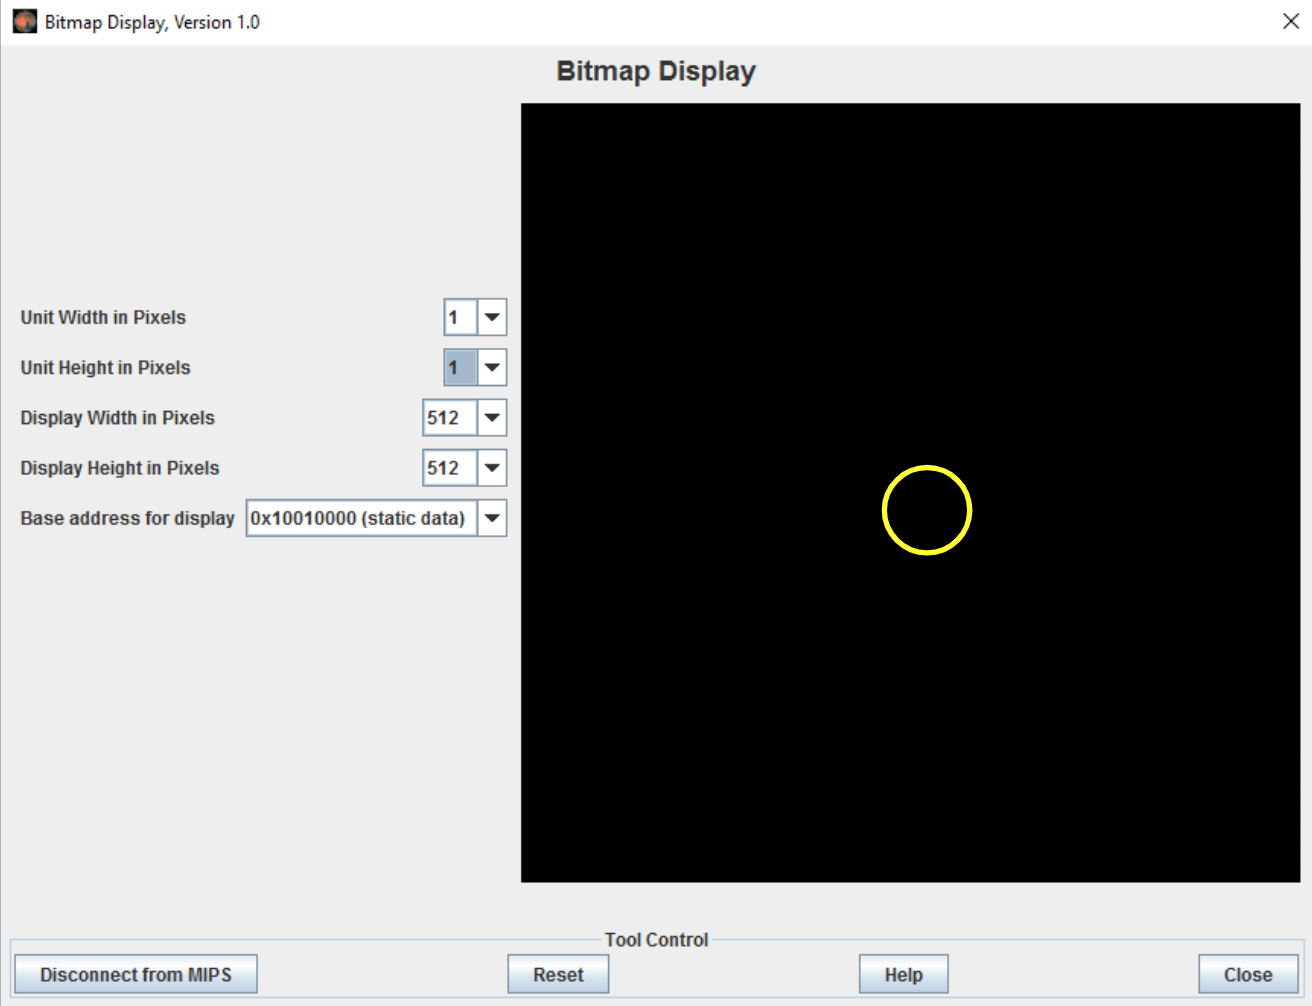 Bitmap Display, Version 1.0
Bitmap Display
Unit Width in Pixels 1
Unit Height in Pixels 1
Display Width in Pixels 512
Display Height in Pixels 512
Base address for display 0x10010000 (static data)
Tool Control
Disconnect from MIPS Reset Help Close